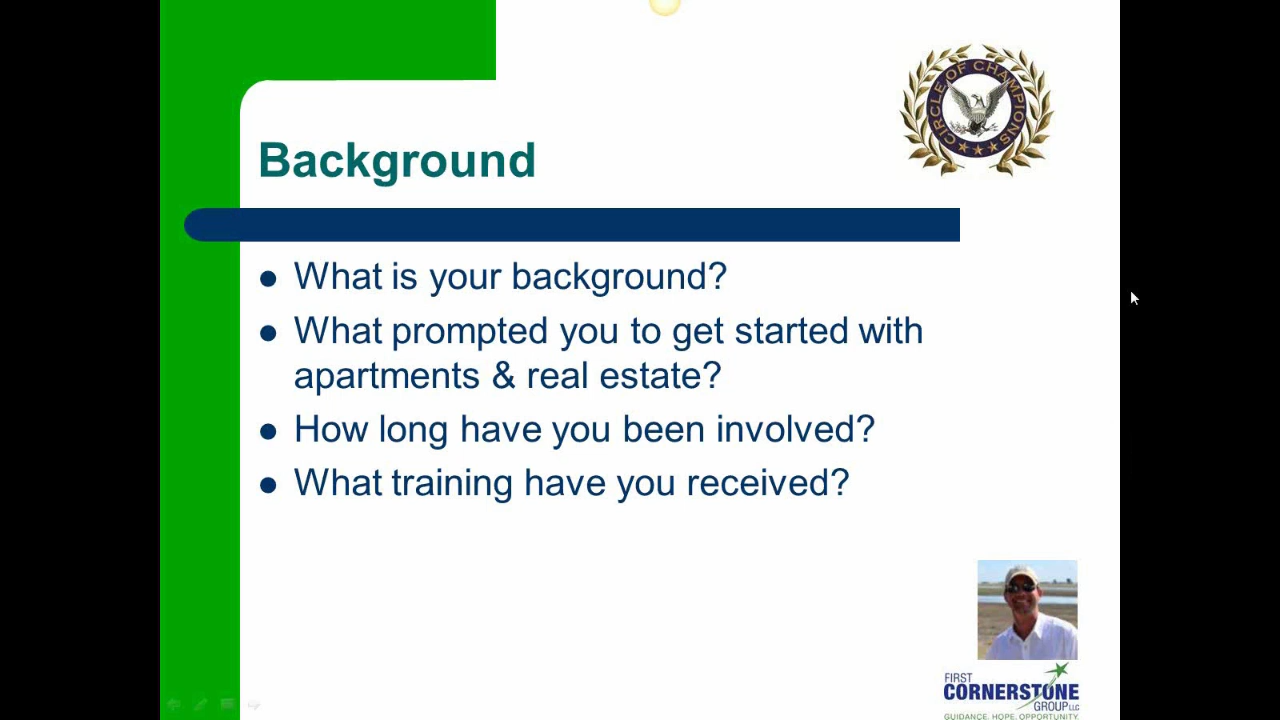 CIRCLE OF CHAMPIONS
Background
What is your background?
What prompted you to get started with
apartments & real estate?
How long have you been involved?
What training have you received?
FIRST
CORNERSTONE
GROUP LLC
GUIDANCE. HOPE. OPPORTUNITY.